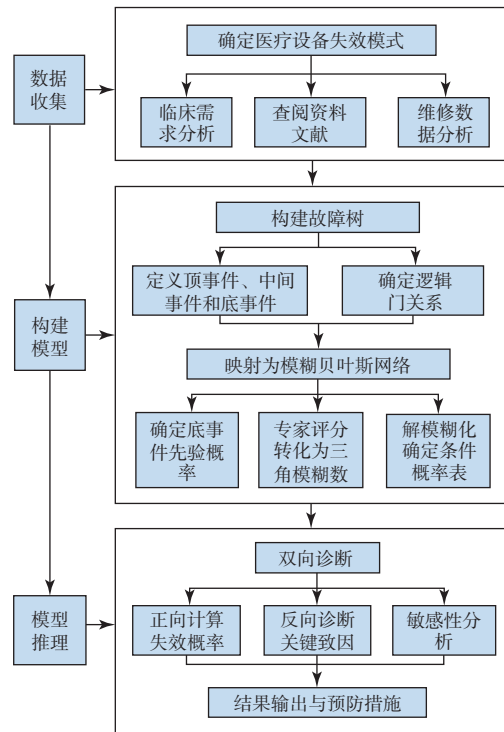 数据
收集
确定医疗设备失效模式
临床需
求分析
查阅资料
文献
维修数
据分析
构建
模型
构建故障树
定义顶事件、中间
事件和底事件
确定逻辑
门关系
映射为模糊贝叶斯网络
确定底事
件先验概
率
专家评分
转化为三
角模糊数
解模糊化
确定条件
概率表
模型
推理
双向诊断
正向计算
失效概率
反向诊断
关键致因
敏感性分
析
结果输出与预防措施